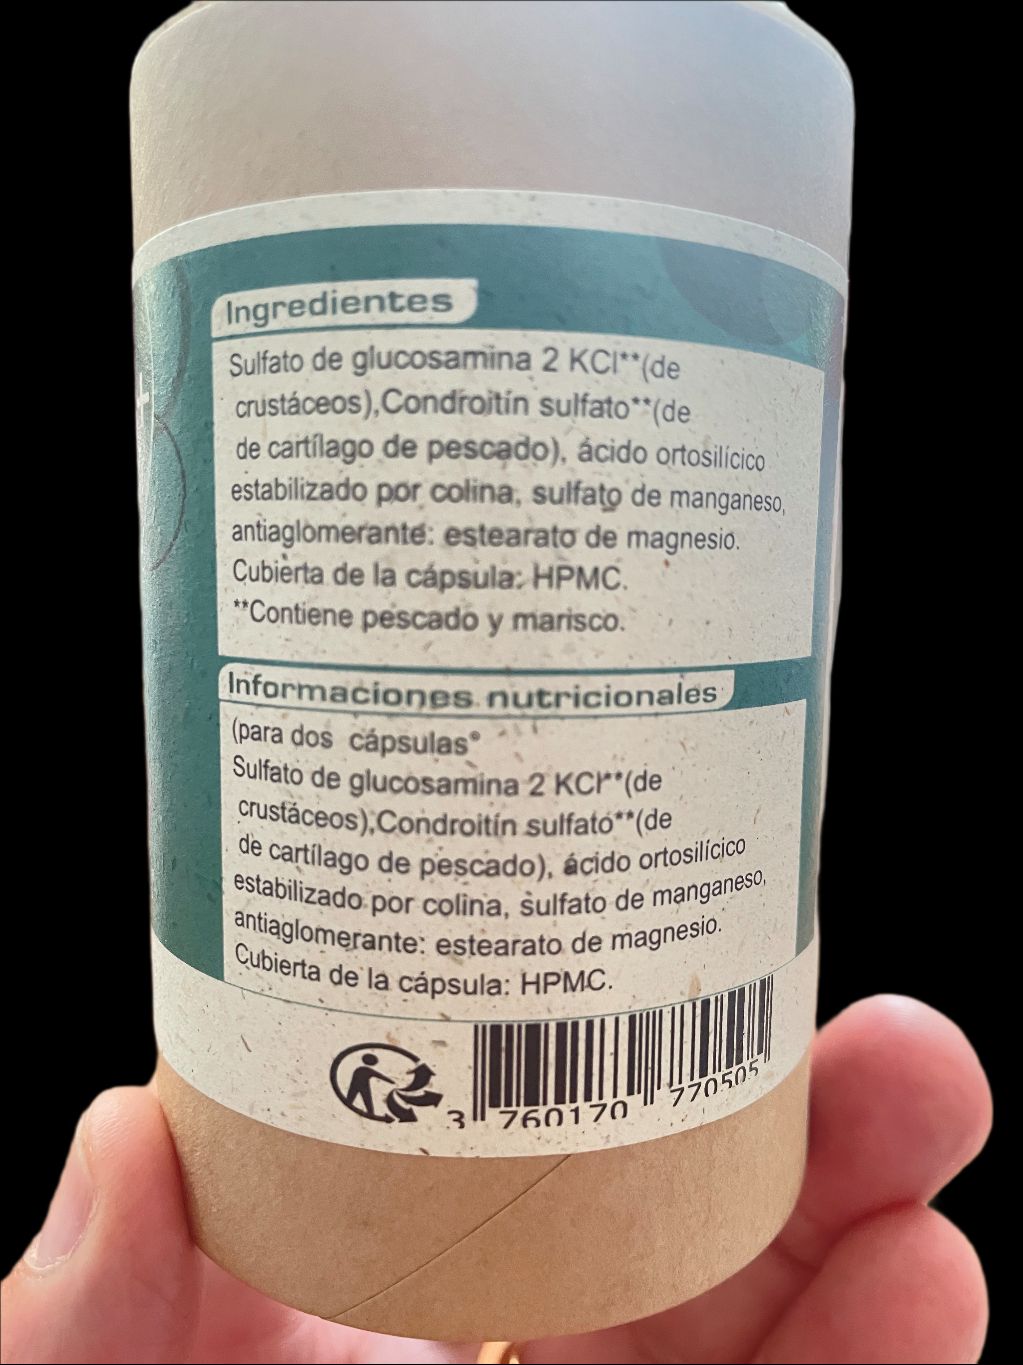 Ingredientes
Sulfato de glucosamina 2 KCl**(de
crustáceos),Condroitín sulfato**(de
de cartílago de pescado), ácido ortosilícico
estabilizado por colina, sulfato de manganeso,
antiaglomerante: estearato de magnesio.
Cubierta de la cápsula: HPMC.
**Contiene pescado y marisco.
Informaciones nutricionales
(para dos cápsulas*
Sulfato de glucosamina 2 KCl**(de
crustáceos),Condroitín sulfato**(de
de cartílago de pescado), ácido ortosilícico
estabilizado por colina, sulfato de manganeso,
antiaglomerante: estearato de magnesio.
Cubierta de la cápsula: HPMC.
3 760170 770505